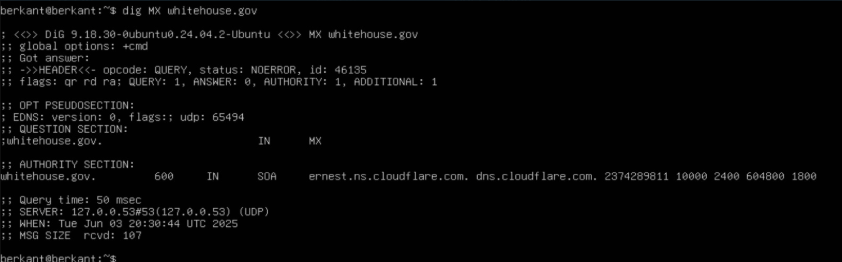 berkant@berkant:~$ dig MX whitehouse.gov
; <<>> DiG 9.18.30-0ubuntu0.24.04.2-Ubuntu <<>> MX whitehouse.gov
;; global options: +cmd
;; Got answer:
;; ->>HEADER<<- opcode: QUERY, status: NOERROR, id: 46135
;; flags: qr rd ra; QUERY: 1, ANSWER: 0, AUTHORITY: 1, ADDITIONAL: 1
;; OPT PSEUDOSECTION:
; EDNS: version: 0, flags:; udp: 65494
;; QUESTION SECTION:
;whitehouse.gov. IN MX
;; AUTHORITY SECTION:
whitehouse.gov. 600 IN SOA ernest.ns.cloudflare.com. dns.cloudflare.com. 2374289811 10000 2400 604800 1800
;; Query time: 50 msec
;; SERVER: 127.0.0.53#53(127.0.0.53) (UDP)
;; WHEN: Tue Jun 03 20:30:44 UTC 2025
;; MSG SIZE rcvd: 107
berkant@berkant:~$